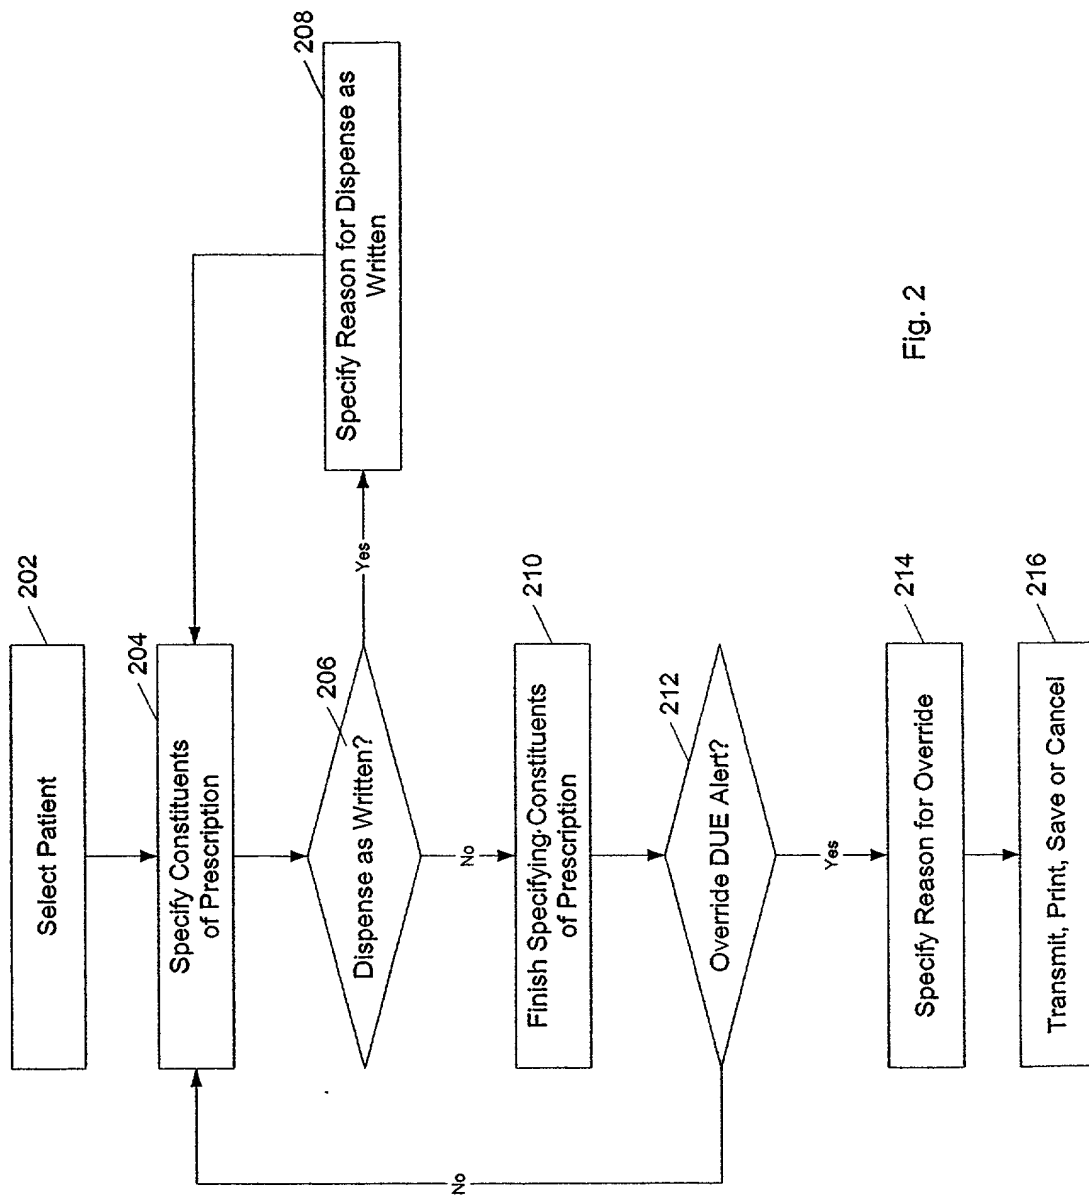 202
Select Patient
204
Specify Constituents
of Prescription
206
Dispense as Written?
Yes
208
Specify Reason for Dispense as
Written
No
210
Finish Specifying Constituents
of Prescription
212
Override DUE Alert?
No
Yes
214
Specify Reason for Override
216
Transmit, Print, Save or Cancel
Fig. 2